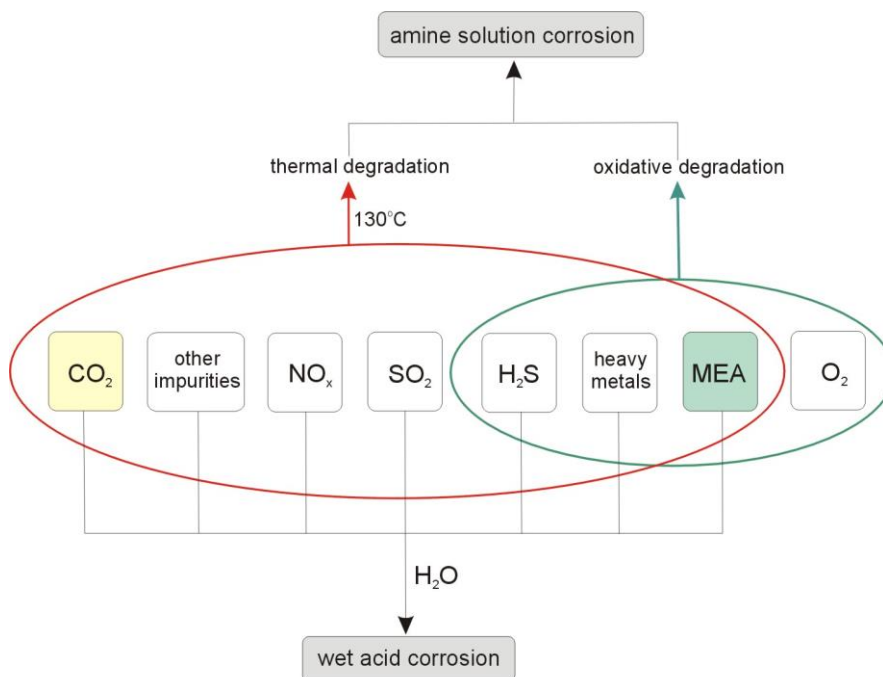 amine solution corrosion
thermal degradation
oxidative degradation
130°C
CO₂
other
impurities
NOₓ
SO₂
H₂S
heavy
metals
MEA
O₂
H₂O
wet acid corrosion